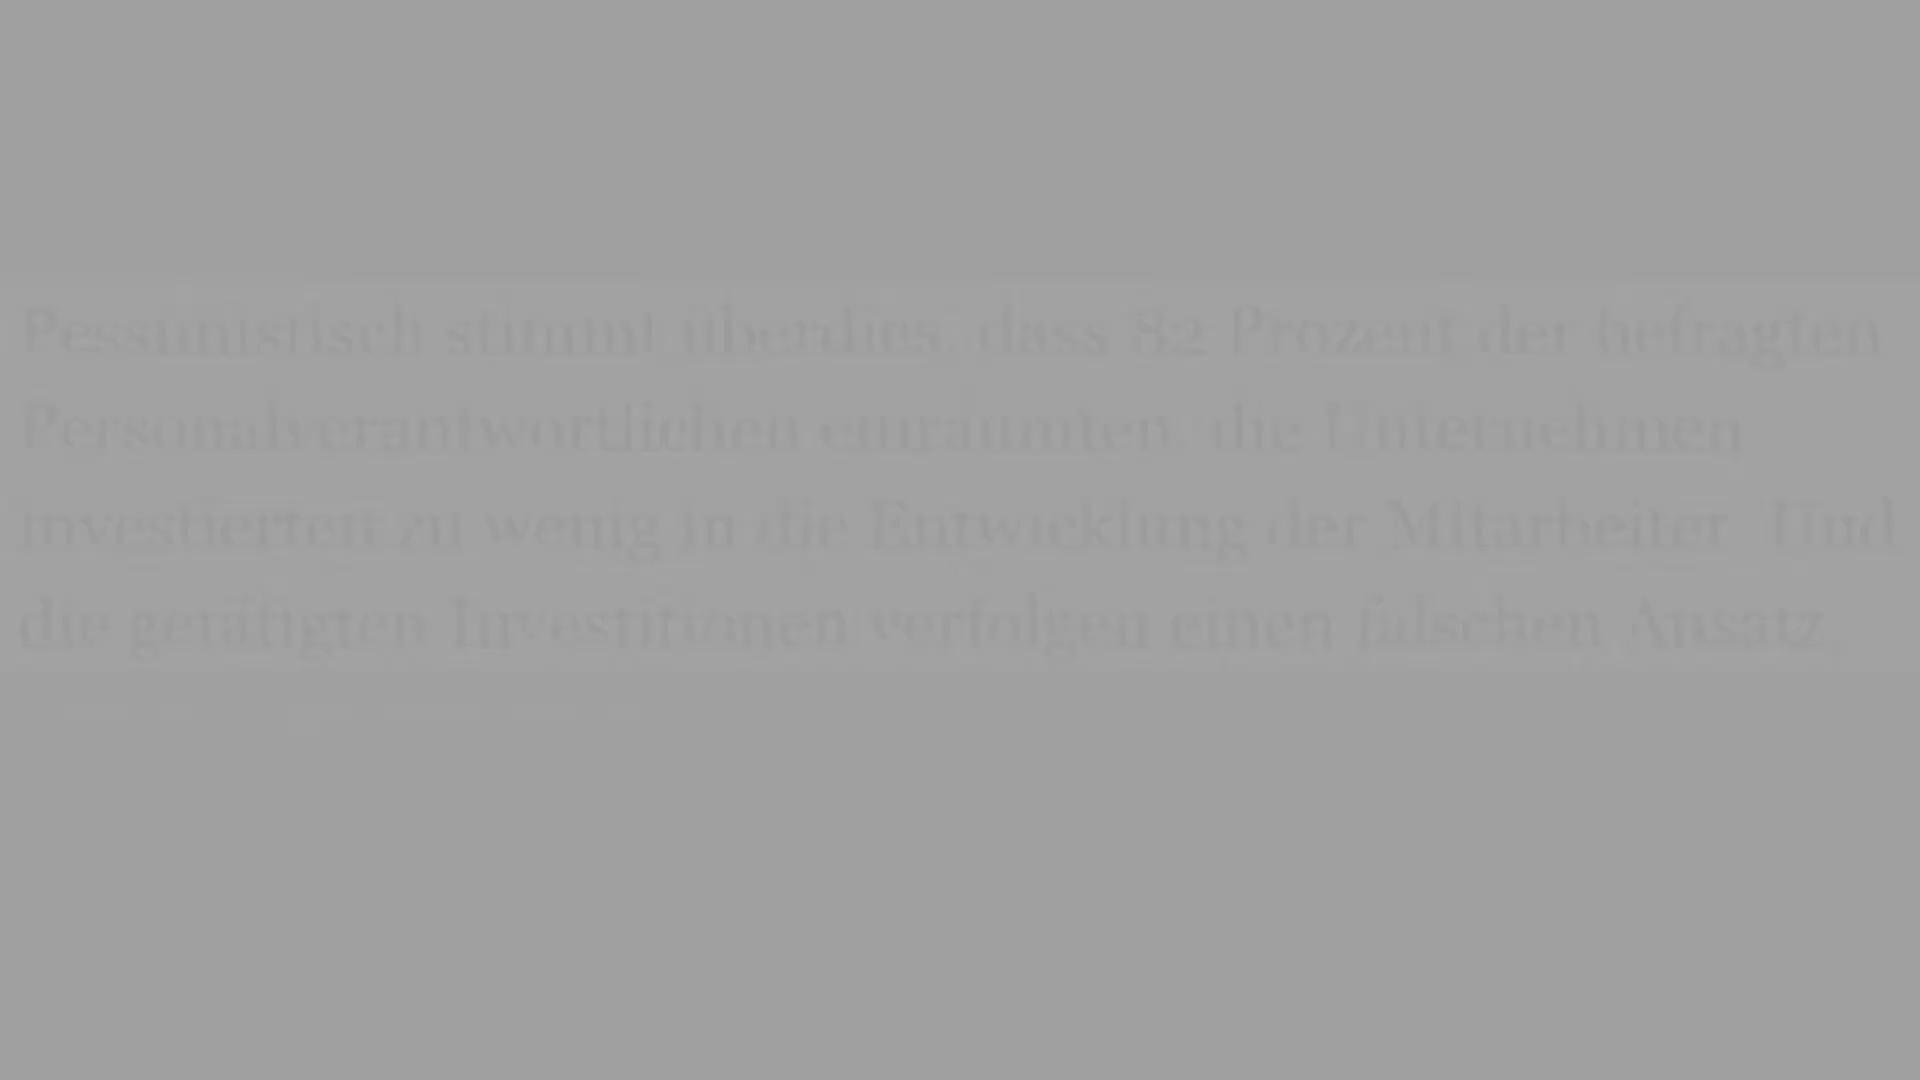 Pessimistisch stimmt überdies, dass 82 Prozent der befragten
Personalverantwortlichen einräumten, die Unternehmen
investierten zu wenig in die Entwicklung der Mitarbeiter. Und
die getätigten Investitionen verfolgen einen falschen Ansatz.